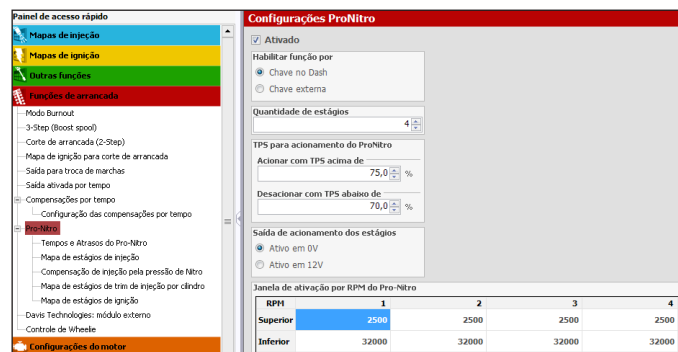 Painel de acesso rápido
Mapas de injeção
Mapas de ignição
Outras funções
Funções de arrancada
Modo Burnout
3-Step (Boost spool)
Corte de arrancada (2-Step)
Mapa de ignição para corte de arrancada
Saída para troca de marchas
Saída ativada por tempo
Compensações por tempo
Configuração das compensações por tempo
Pro-Nitro
Tempos e Atrasos do Pro-Nitro
Mapa de estágios de injeção
Compensação de injeção pela pressão de Nitro
Mapa de estágios de trim de injeção por cilindro
Mapa de estágios de ignição
Davis Technologies: módulo externo
Controle de Wheelie
Configurações do motor
Configurações ProNitro
Ativado
Habilitar função por
Chave no Dash
Chave externa
Quantidade de estágios
4
TPS para acionamento do ProNitro
Acionar com TPS acima de
75,0 %
Desacionar com TPS abaixo de
70,0 %
Saída de acionamento dos estágios
Ativo em 0V
Ativo em 12V
Janela de ativação por RPM do Pro-Nitro
RPM 1 2 3 4
Superior 2500 2500 2500 2500
Inferior 32000 32000 32000 32000